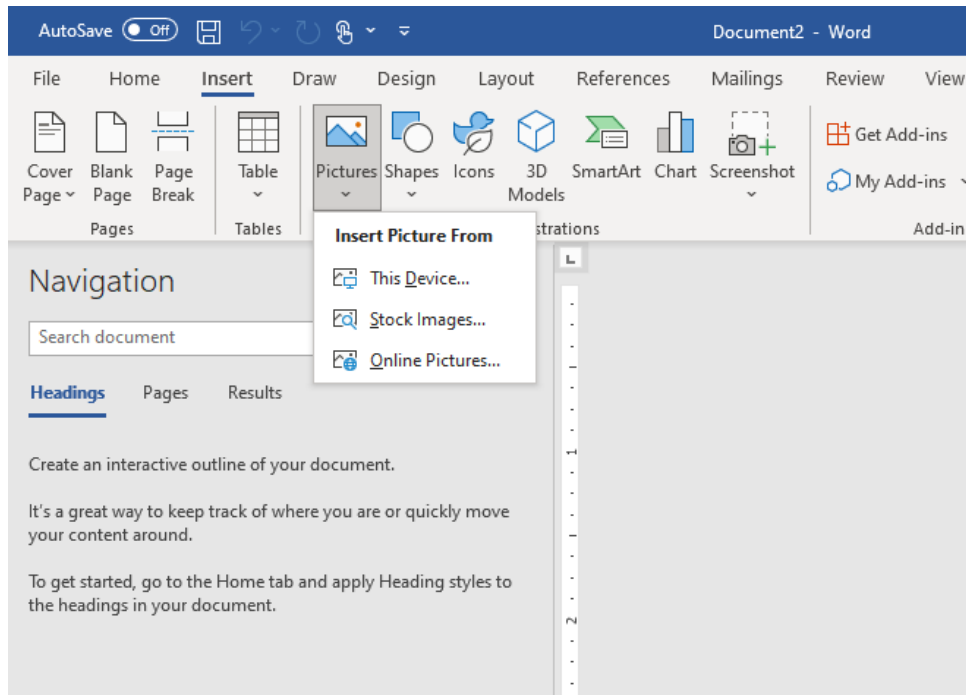 AutoSave Off Document2 - Word
File Home Insert Draw Design Layout References Mailings Review View
Cover Page Blank Page Page Break Table Pictures Shapes Icons 3D Models SmartArt Chart Screenshot Get Add-ins
My Add-ins
Pages Tables strations Add-in
Insert Picture From
This Device...
Stock Images...
Online Pictures...
Navigation
Search document
Headings Pages Results
Create an interactive outline of your document.
It's a great way to keep track of where you are or quickly move
your content around.
To get started, go to the Home tab and apply Heading styles to
the headings in your document.
L
1
2